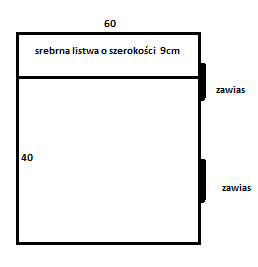 60
srebrna listwa o szerokości 9cm
zawias
40
zawias